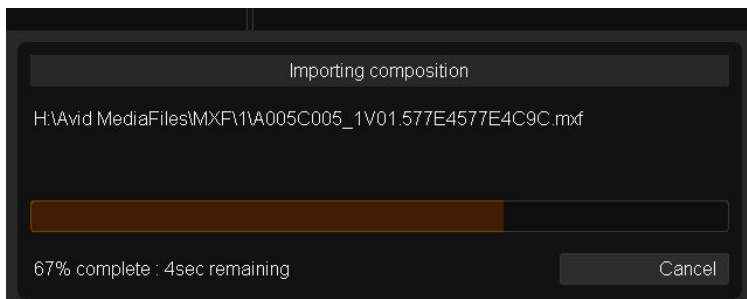 Importing composition
H:\Avid MediaFiles\MXF\1\A005C005_1V01.577E4577E4C9C.mxf
67% complete : 4sec remaining
Cancel